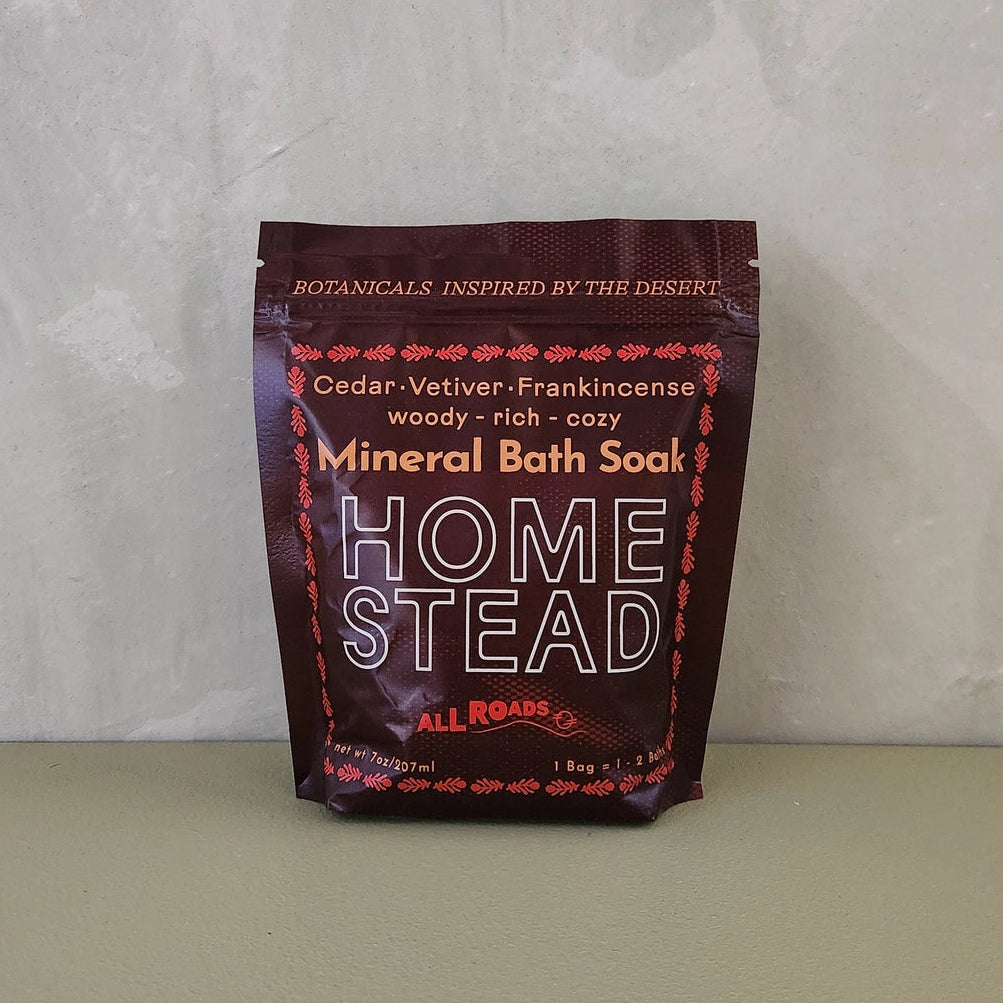 BOTANICALS INSPIRED BY THE DESERT
Cedar · Vetiver · Frankincense
woody - rich - cozy
Mineral Bath Soak
HOME
STEAD
ALL ROADS
net wt 7oz/207ml
1 Bag = 1 - 2 Baths